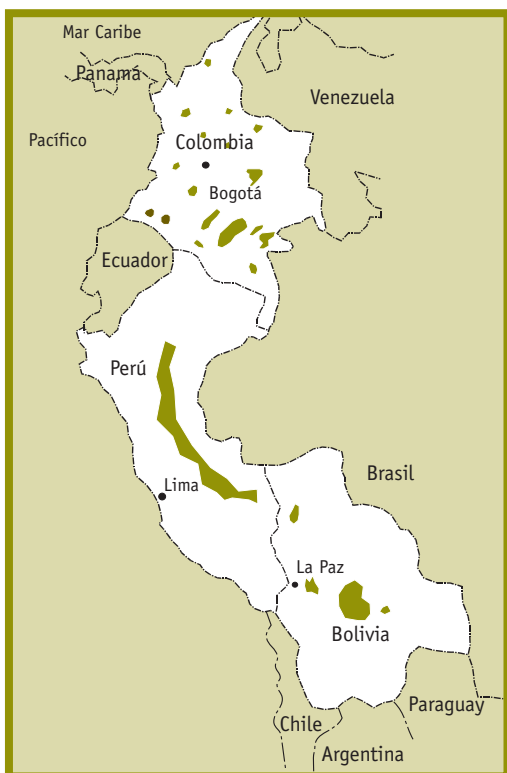 Mar Caribe
Panamá
Venezuela
Pacífico
Colombia
Bogotá
Ecuador
Perú
Brasil
Lima
La Paz
Bolivia
Paraguay
Chile
Argentina